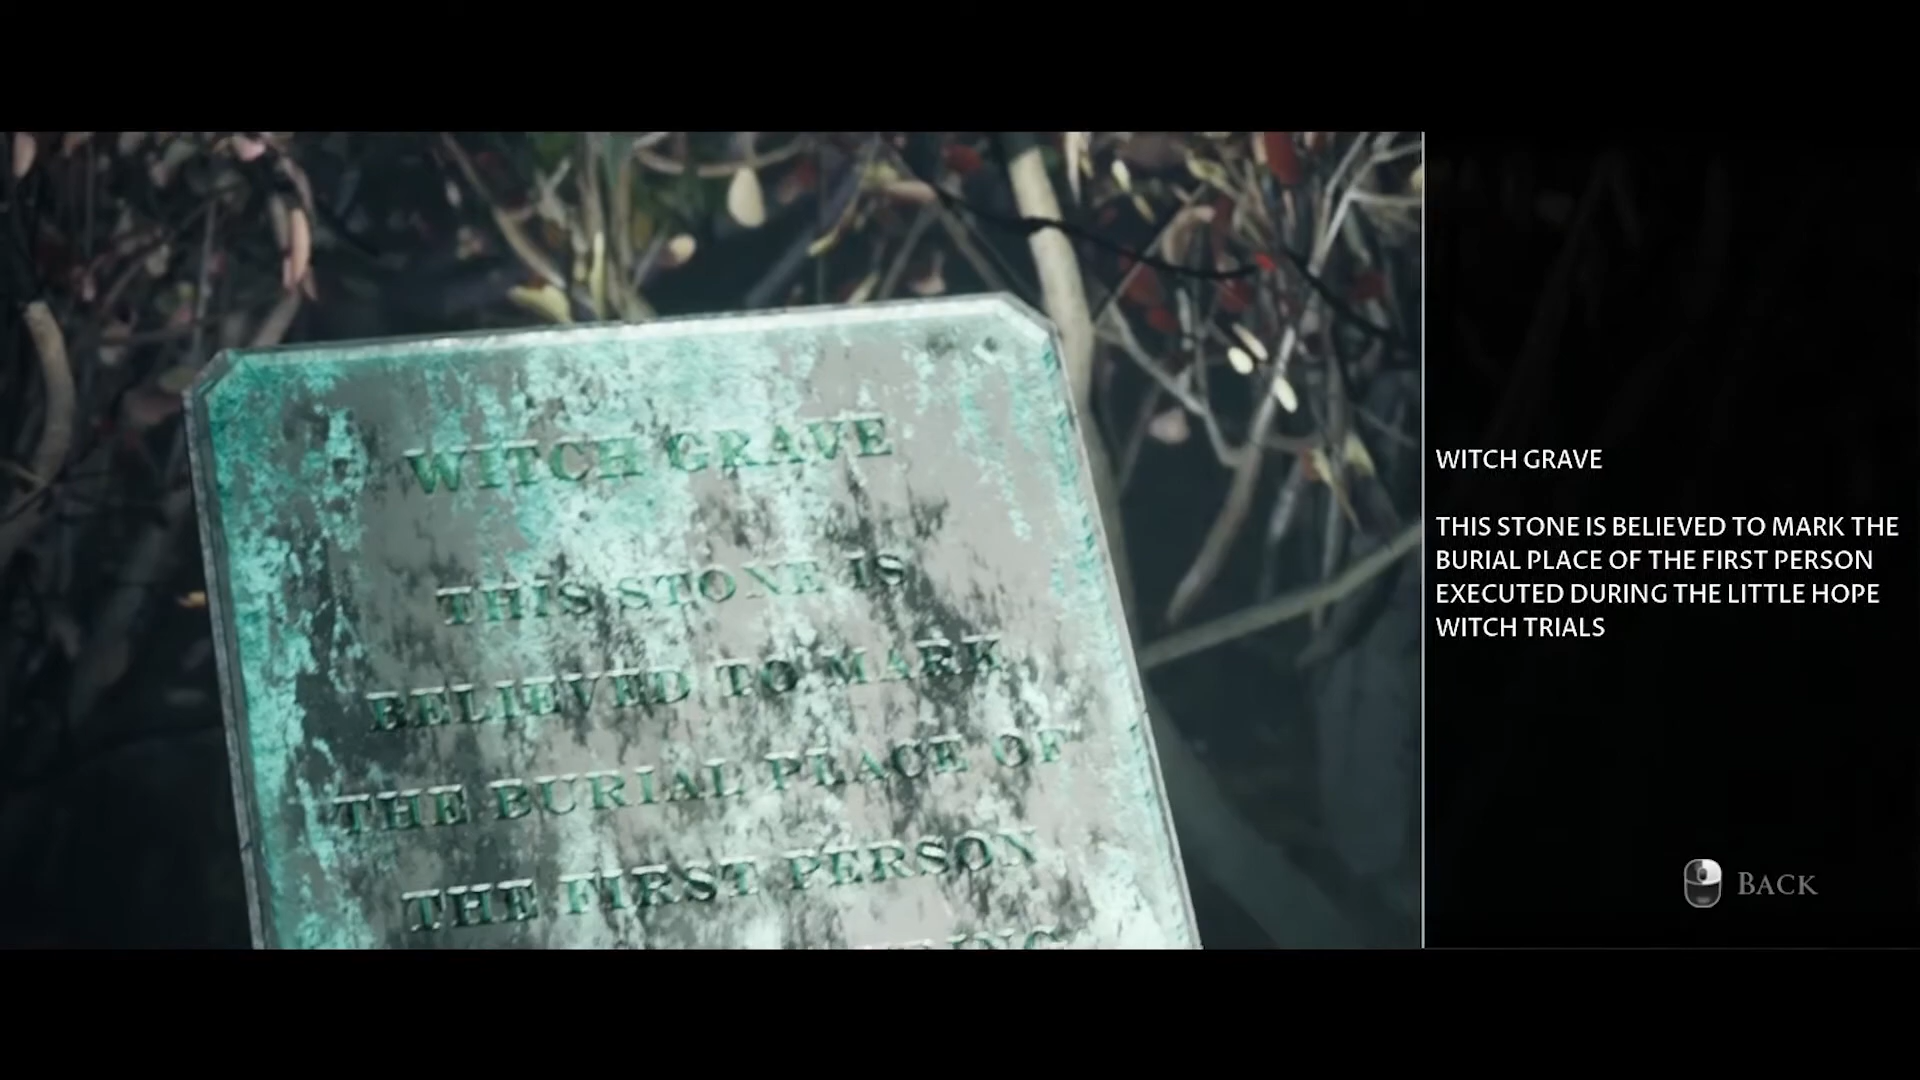 WITCH GRAVE
THIS STONE IS
BELIEVED TO MARK
THE BURIAL PLACE OF
THE FIRST PERSON
WITCH GRAVE
THIS STONE IS BELIEVED TO MARK THE
BURIAL PLACE OF THE FIRST PERSON
EXECUTED DURING THE LITTLE HOPE
WITCH TRIALS
BACK